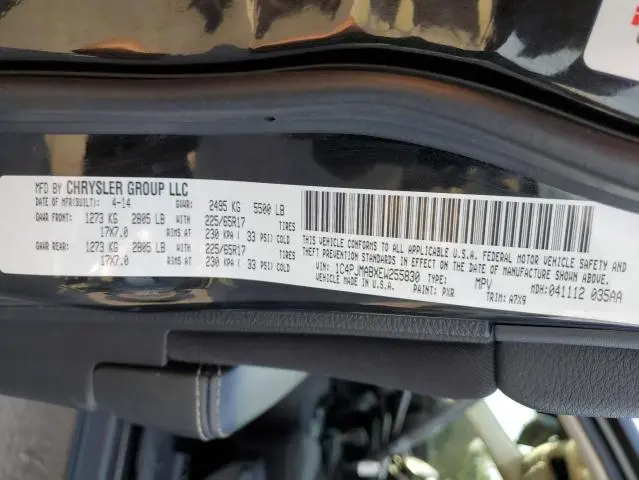 MFD BY CHRYSLER GROUP LLC
DATE OF MFR(BUILT): 4-14 GVWR: 2495 KG 5500 LB
GAWR FRONT: 1273 KG 2805 LB WITH 225/65R17 TIRES
17X7.0 RIMS AT 230 KPA ( 33 PSI) COLD
GAWR REAR: 1273 KG 2805 LB WITH 225/65R17 TIRES
17X7.0 RIMS AT 230 KPA ( 33 PSI) COLD
THIS VEHICLE CONFORMS TO ALL APPLICABLE U.S.A. FEDERAL MOTOR VEHICLE SAFETY AND
THEFT PREVENTION STANDARDS IN EFFECT ON THE DATE OF MANUFACTURE SHOWN ABOVE.
VIN: 1C4PJMABXEW255830 TYPE: MPV
VEHICLE MADE IN U.S.A. PAINT: PXR TRIM: A7X9 MDH: 041112 035AA